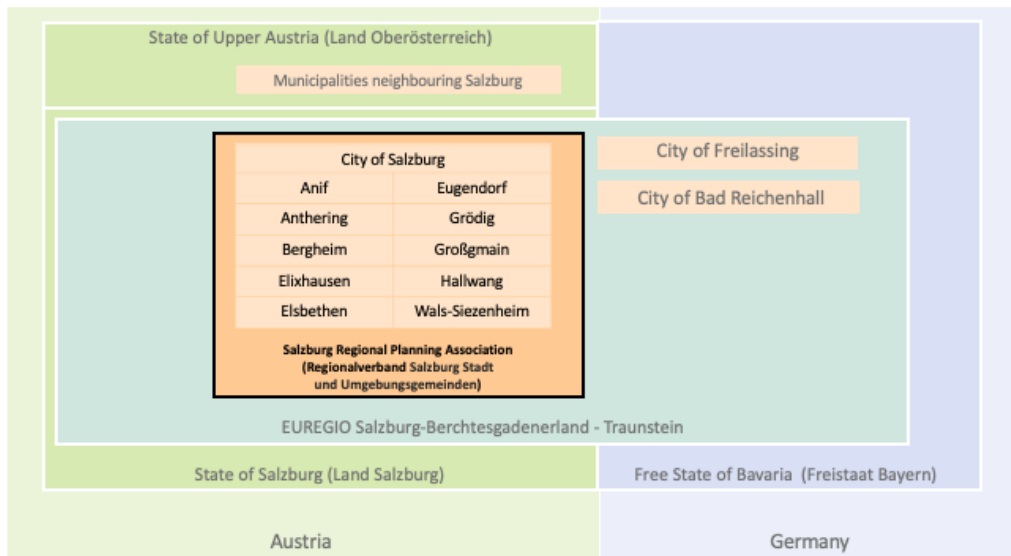 State of Upper Austria (Land Oberösterreich)
Municipalities neighbouring Salzburg
City of Salzburg
Anif Eugendorf
Anthering Grödig
Bergheim Großgmain
Elixhausen Hallwang
Elsbethen Wals-Siezenheim
Salzburg Regional Planning Association
(Regionalverband Salzburg Stadt
und Umgebungsgemeinden)
City of Freilassing
City of Bad Reichenhall
EUREGIO Salzburg-Berchtesgadenerland - Traunstein
State of Salzburg (Land Salzburg)
Free State of Bavaria (Freistaat Bayern)
Austria
Germany